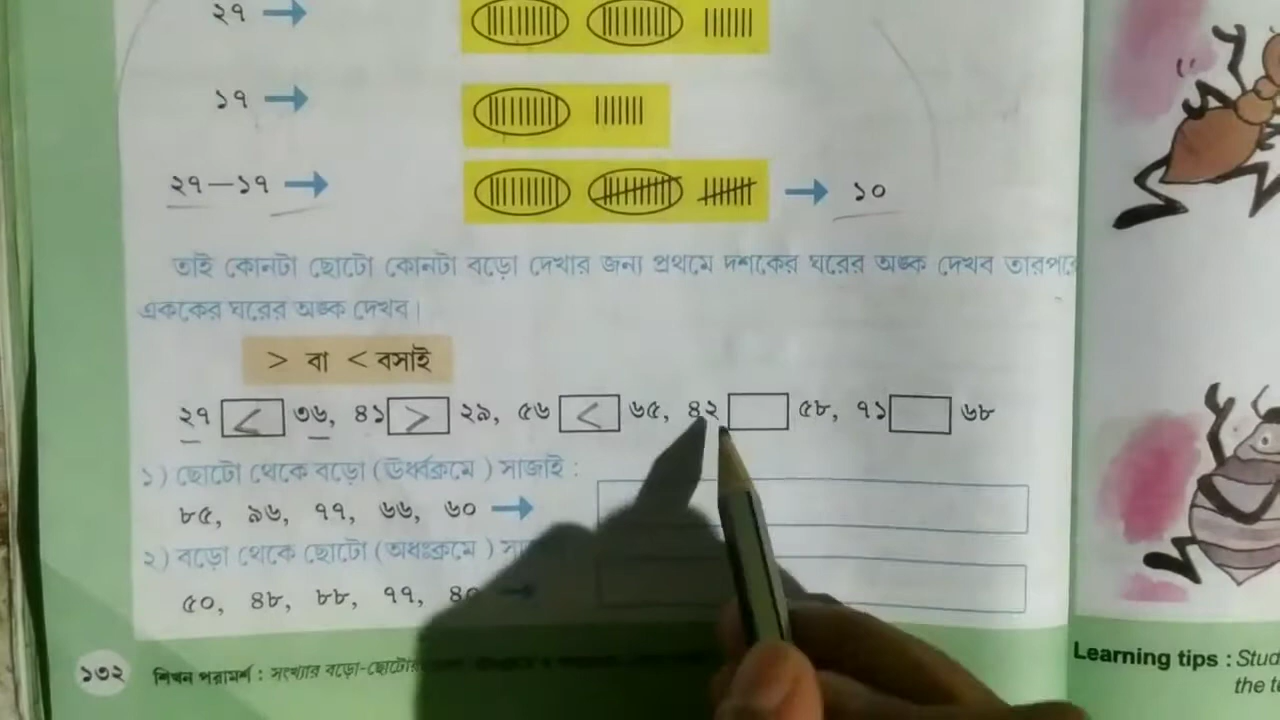 ২৭ →
১৭ →
২৭—১৭ → → ১০
তাই কোনটা ছোটো কোনটা বড়ো দেখার জন্য প্রথমে দশকের ঘরের অঙ্ক দেখব তারপরে
এককের ঘরের অঙ্ক দেখব।
> বা < বসাই
২৭ < ৩৬, ৪১ > ২৯, ৫৬ < ৬৫, ৪২ ৫৮, ৭১ ৬৮
১) ছোটো থেকে বড়ো (ঊর্ধ্বক্রমে) সাজাই :
৮৫, ৯৬, ৭৭, ৬৬, ৬০ →
২) বড়ো থেকে ছোটো (অধঃক্রমে)
৫০, ৪৮, ৮৮, ৭৭,
১৩২ শিখন পরামর্শ : সংখ্যার
Learning tips : Stud
the te